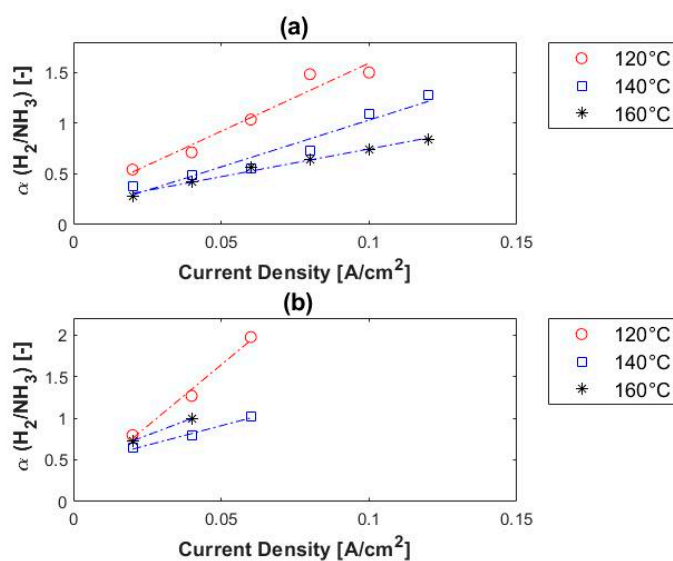 (a)
α (H2/NH3) [-]
1.5
1
0.5
0
0 0.05 0.1 0.15
Current Density [A/cm2]
120°C
140°C
160°C
(b)
α (H2/NH3) [-]
2
1.5
1
0.5
0
0 0.05 0.1 0.15
Current Density [A/cm2]
120°C
140°C
160°C